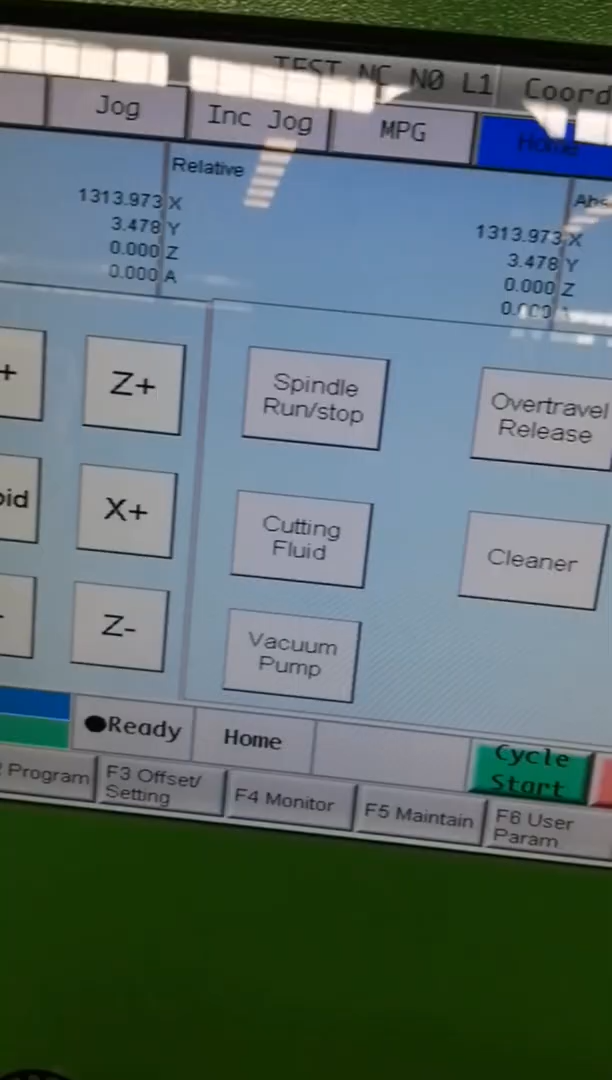 TEST NC N0 L1 Coord
Jog
Inc Jog
MPG
Home
Relative
Abs
1313.973 X
3.478 Y
0.000 Z
0.000 A
1313.973 X
3.478 Y
0.000 Z
+
Z+
Spindle
Run/stop
Overtravel
Release
X+
Cutting
Fluid
Cleaner
Z-
Vacuum
Pump
Ready
Home
Cycle
Start
Program
F3 Offset/
Setting
F4 Monitor
F5 Maintain
F6 User
Param